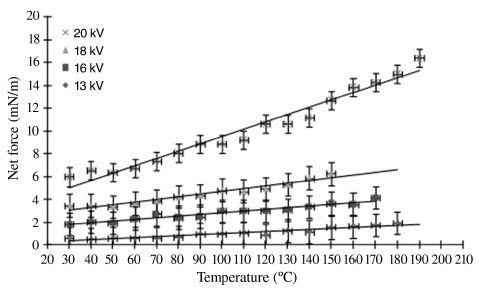 20
18
16
14
12
10
8
6
4
2
0
Net force (mN/m)
20 kV
18 kV
16 kV
13 kV
20 30 40 50 60 70 80 90 100 110 120 130 140 150 160 170 180 190 200 210
Temperature (ºC)